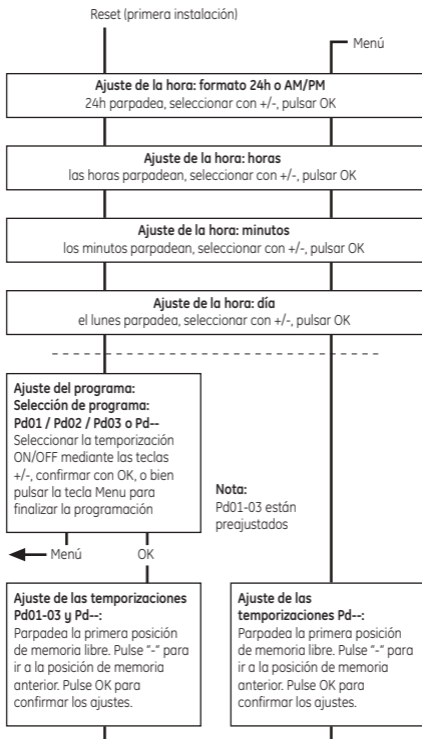 Reset (primera instalación)
Menú
Ajuste de la hora: formato 24h o AM/PM
24h parpadea, seleccionar con +/-, pulsar OK
Ajuste de la hora: horas
las horas parpadean, seleccionar con +/-, pulsar OK
Ajuste de la hora: minutos
los minutos parpadean, seleccionar con +/-, pulsar OK
Ajuste de la hora: día
el lunes parpadea, seleccionar con +/-, pulsar OK
Ajuste del programa:
Selección de programa:
Pd01 / Pd02 / Pd03 o Pd--
Seleccionar la temporización
ON/OFF mediante las teclas
+/-, confirmar con OK, o bien
pulsar la tecla Menu para
finalizar la programación
Nota:
Pd01-03 están
preajustados
Menú
OK
Ajuste de las temporizaciones
Pd01-03 y Pd--:
Parpadea la primera posición
de memoria libre. Pulse "-" para
ir a la posición de memoria
anterior. Pulse OK para
confirmar los ajustes.
Ajuste de las
temporizaciones Pd--:
Parpadea la primera posición
de memoria libre. Pulse "-" para
ir a la posición de memoria
anterior. Pulse OK para
confirmar los ajustes.